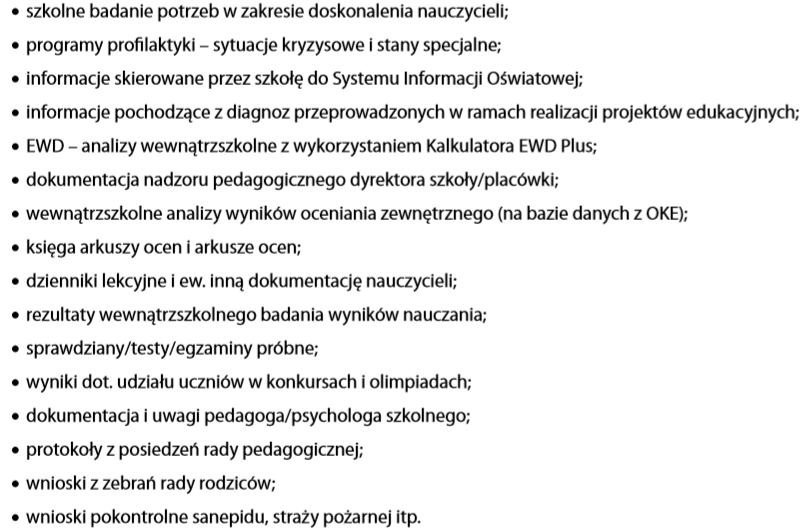 • szkolne badanie potrzeb w zakresie doskonalenia nauczycieli;
• programy profilaktyki – sytuacje kryzysowe i stany specjalne;
• informacje skierowane przez szkołę do Systemu Informacji Oświatowej;
• informacje pochodzące z diagnoz przeprowadzonych w ramach realizacji projektów edukacyjnych;
• EWD – analizy wewnątrzszkolne z wykorzystaniem Kalkulatora EWD Plus;
• dokumentacja nadzoru pedagogicznego dyrektora szkoły/placówki;
• wewnątrzszkolne analizy wyników oceniania zewnętrznego (na bazie danych z OKE);
• księga arkuszy ocen i arkusze ocen;
• dzienniki lekcyjne i ew. inną dokumentację nauczycieli;
• rezultaty wewnątrzszkolnego badania wyników nauczania;
• sprawdziany/testy/egzaminy próbne;
• wyniki dot. udziału uczniów w konkursach i olimpiadach;
• dokumentacja i uwagi pedagoga/psychologa szkolnego;
• protokoły z posiedzeń rady pedagogicznej;
• wnioski z zebrań rady rodziców;
• wnioski pokontrolne sanepidu, straży pożarnej itp.